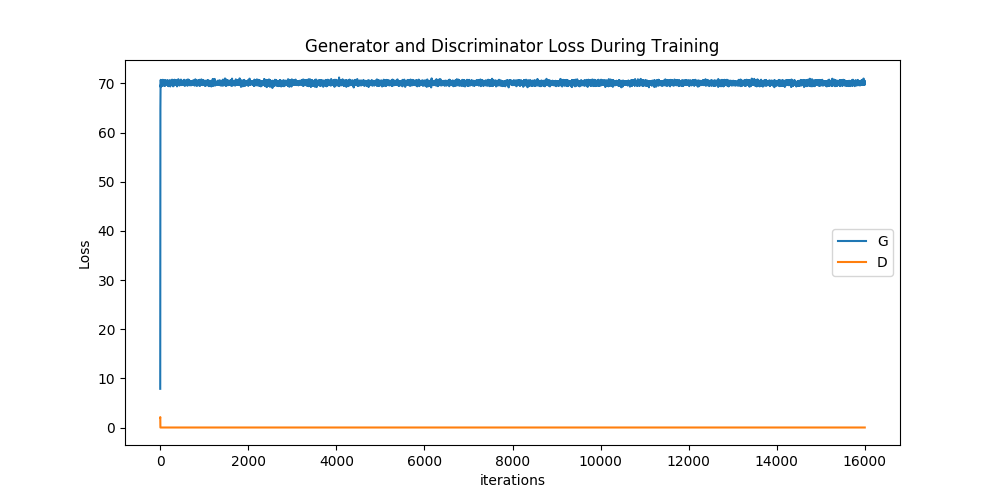 Generator and Discriminator Loss During Training
70
60
50
40
30
20
10
0
Loss
G
D
0 2000 4000 6000 8000 10000 12000 14000 16000
iterations